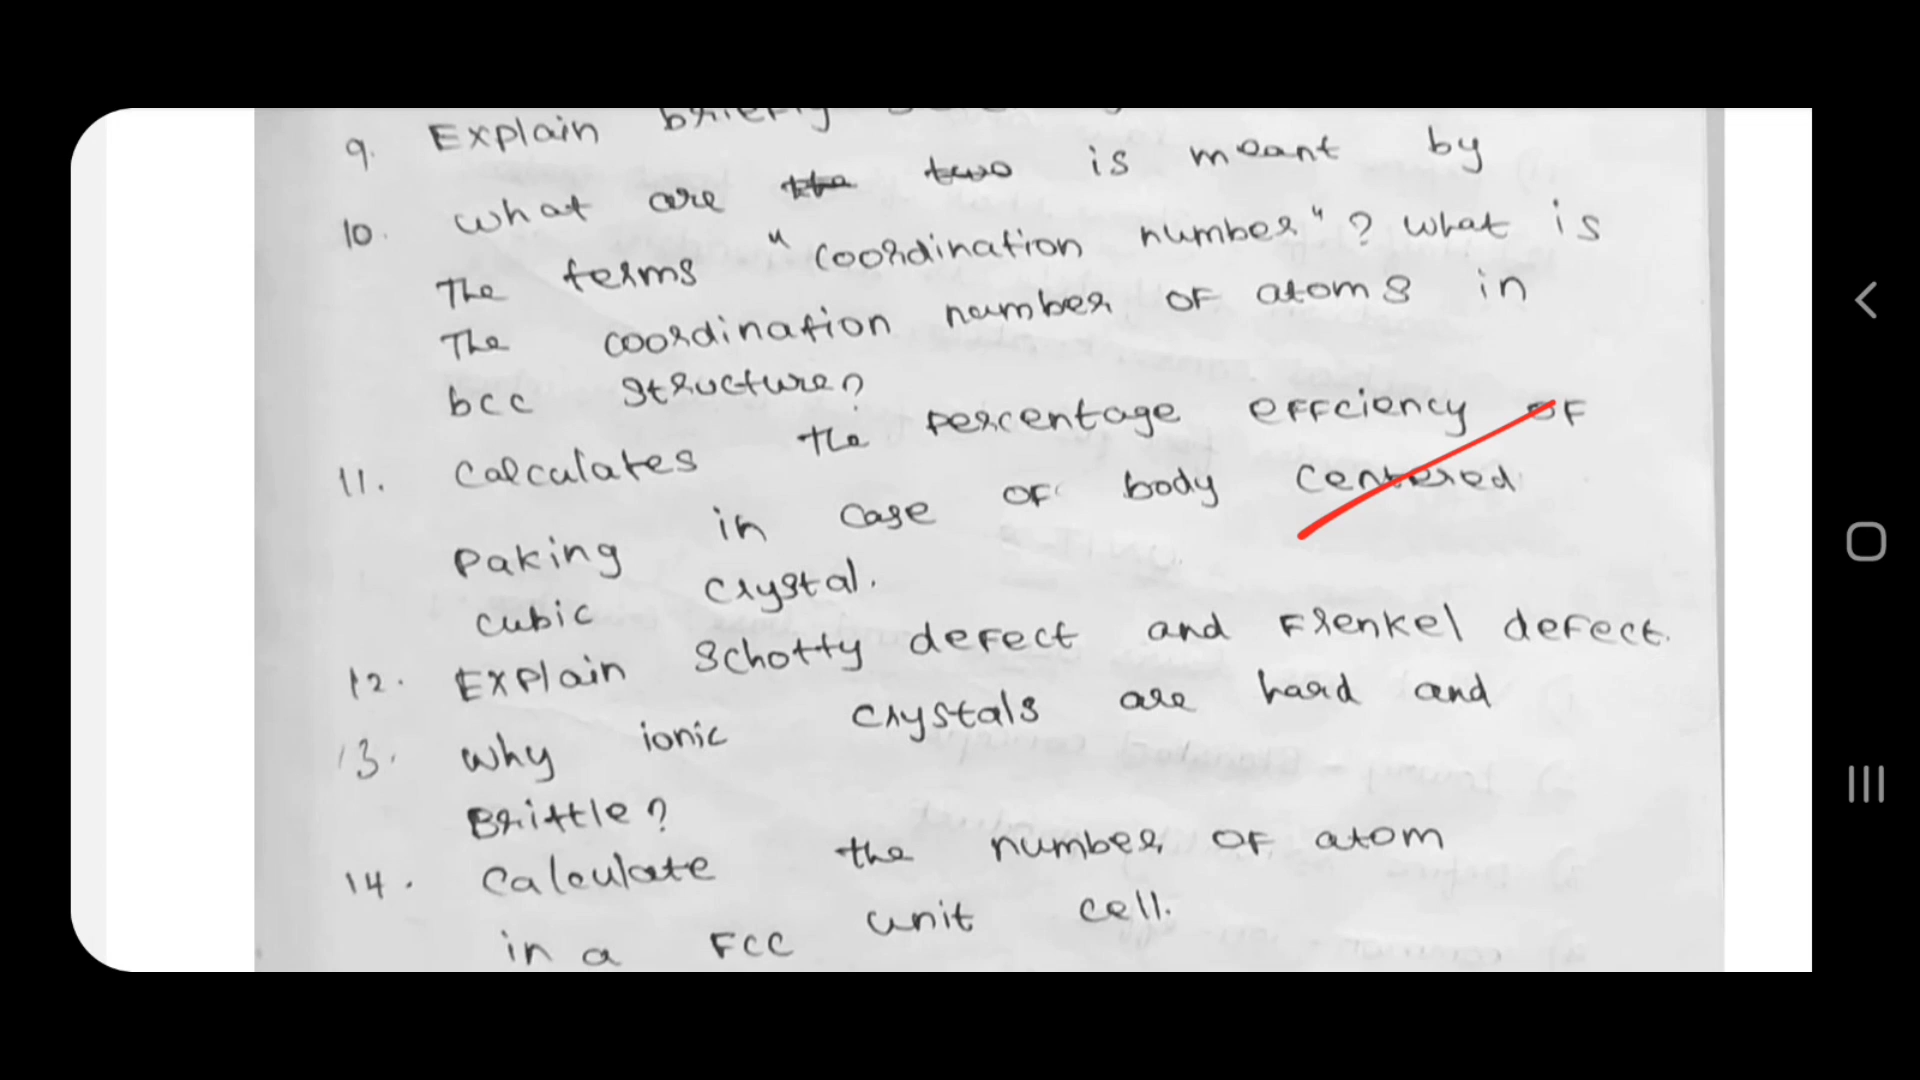 9. Explain briefly
10. What are is meant by
The terms "coordination number"? What is
The coordination number of atoms in
bcc structure?
11. Calculates the percentage effciency of
Paking in case of body centered
cubic crystal.
12. Explain Schotty defect and Frenkel defect.
13. Why ionic crystals are hard and
Brittle?
14. Calculate the number of atom
in a FCC unit cell.